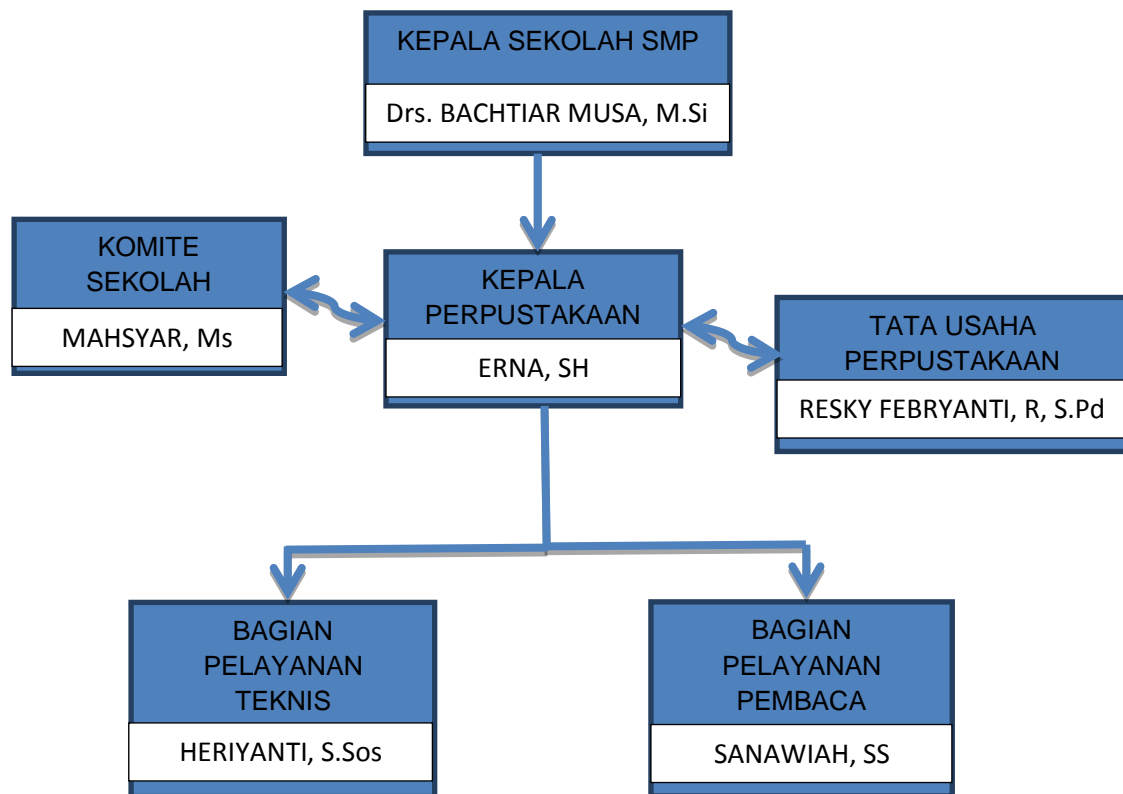 KEPALA SEKOLAH SMP
Drs. BACHTIAR MUSA, M.Si
KOMITE
SEKOLAH
MAHSYAR, Ms
KEPALA
PERPUSTAKAAN
ERNA, SH
TATA USAHA
PERPUSTAKAAN
RESKY FEBRYANTI, R, S.Pd
BAGIAN
PELAYANAN
TEKNIS
HERIYANTI, S.Sos
BAGIAN
PELAYANAN
PEMBACA
SANAWIAH, SS